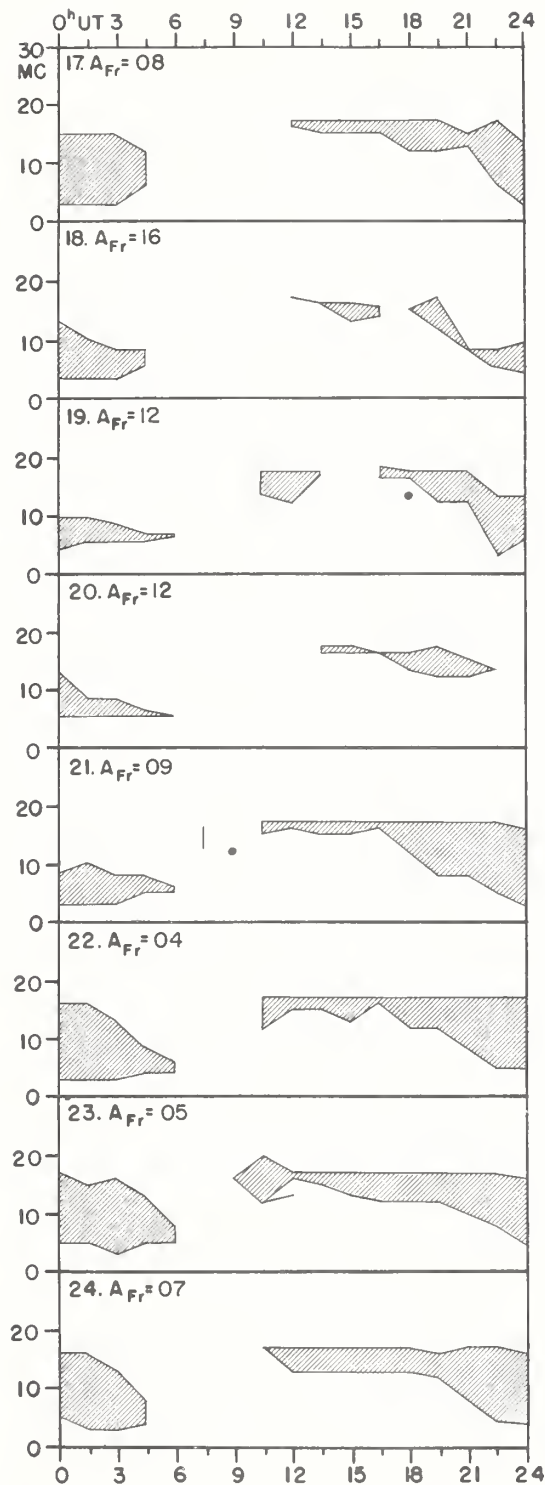 0ʰ UT 3 6 9 12 15 18 21 24
30
MC
17. A_Fr = 08
20
10
0
18. A_Fr = 16
20
10
0
19. A_Fr = 12
20
10
0
20. A_Fr = 12
20
10
0
21. A_Fr = 09
20
10
0
22. A_Fr = 04
20
10
0
23. A_Fr = 05
20
10
0
24. A_Fr = 07
20
10
0
0 3 6 9 12 15 18 21 24